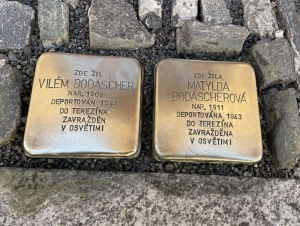 ZDE ŽIL
VILÉM BODASCHER
NAR. 1908
DEPORTOVÁN 1943
DO TEREZÍNA
ZAVRAŽDĚN
V OSVĚTIMI
ZDE ŽILA
MATYLDA
BODASCHEROVÁ
NAR. 1911
DEPORTOVÁNA 1943
DO TEREZÍNA
ZAVRAŽDĚNA
V OSVĚTIMI